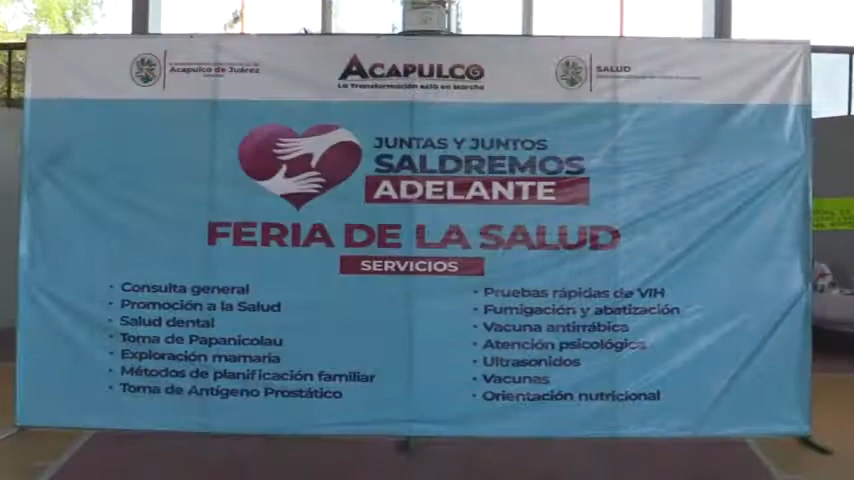 Acapulco de Juárez
ACAPULCO
La Transformación está en Marcha
SALUD
JUNTAS Y JUNTOS
SALDREMOS
ADELANTE
FERIA DE LA SALUD
SERVICIOS
• Consulta general
• Promoción a la Salud
• Salud dental
• Toma de Papanicolau
• Exploración mamaria
• Métodos de planificación familiar
• Toma de Antígeno Prostático
• Pruebas rápidas de VIH
• Fumigación y abatización
• Vacuna antirrábica
• Atención psicológica
• Ultrasonidos
• Vacunas
• Orientación nutricional